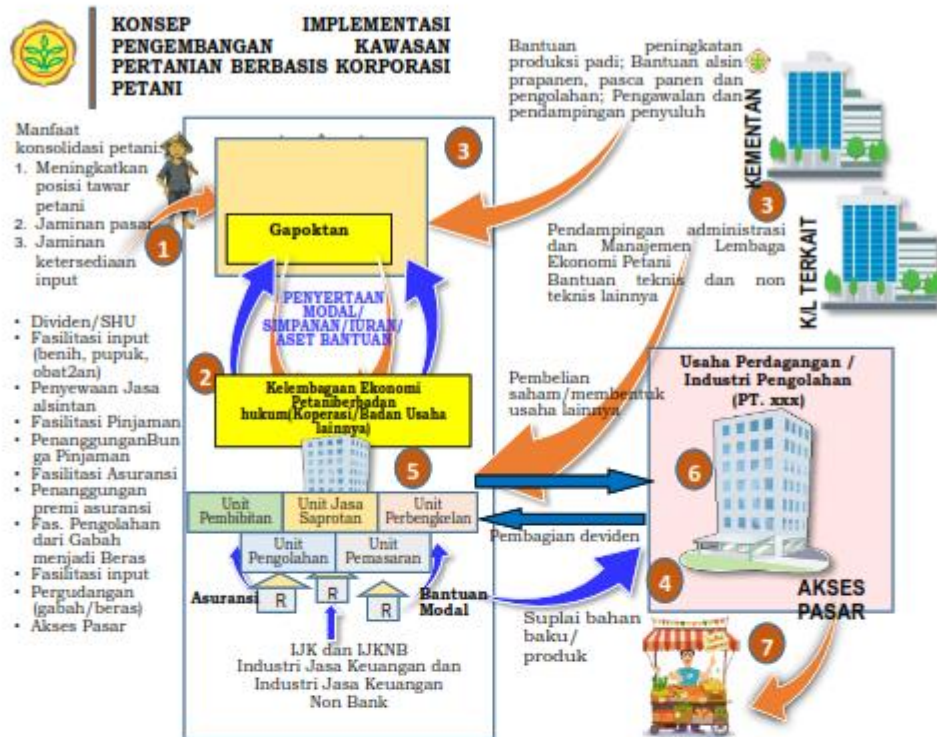 KONSEP IMPLEMENTASI
PENGEMBANGAN KAWASAN
PERTANIAN BERBASIS KORPORASI
PETANI
Bantuan peningkatan
produksi padi; Bantuan alsin
prapanen, pasca panen dan
pengolahan; Pengawalan dan
pendampingan penyuluh
KEMENTAN
3
K/L TERKAIT
Manfaat
konsolidasi petani:
1. Meningkatkan
posisi tawar
petani
2. Jaminan pasar
3. Jaminan
ketersediaan
input
1
3
Gapoktan
Pendampingan administrasi
dan Manajemen Lembaga
Ekonomi Petani
Bantuan teknis dan non
teknis lainnya
PENYERTAAN
MODAL/
SIMPANAN/IURAN/
ASET BANTUAN
• Dividen/SHU
• Fasilitasi input
(benih, pupuk,
obat2an)
• Penyewaan Jasa
alsintan
• Fasilitasi Pinjaman
• PenanggunganBun
ga Pinjaman
• Fasilitasi Asuransi
• Penanggungan
premi asuransi
• Fas. Pengolahan
dari Gabah
menjadi Beras
• Fasilitasi input
• Pergudangan
(gabah/beras)
• Akses Pasar
2
Kelembagaan Ekonomi
Petaniberbadan
hukum(Koperasi/Badan Usaha
lainnya)
5
Pembelian
saham/membentuk
usaha lainnya
Usaha Perdagangan /
Industri Pengolahan
(PT. xxx)
6
Unit
Pembibitan
Unit Jasa
Saprotan
Unit
Perbengkelan
Unit
Pengolahan
Unit
Pemasaran
Pembagian deviden
Asuransi
R
R
R
Bantuan
Modal
4
AKSES
PASAR
Suplai bahan
baku/
produk
7
IJK dan IJKNB
Industri Jasa Keuangan dan
Industri Jasa Keuangan
Non Bank